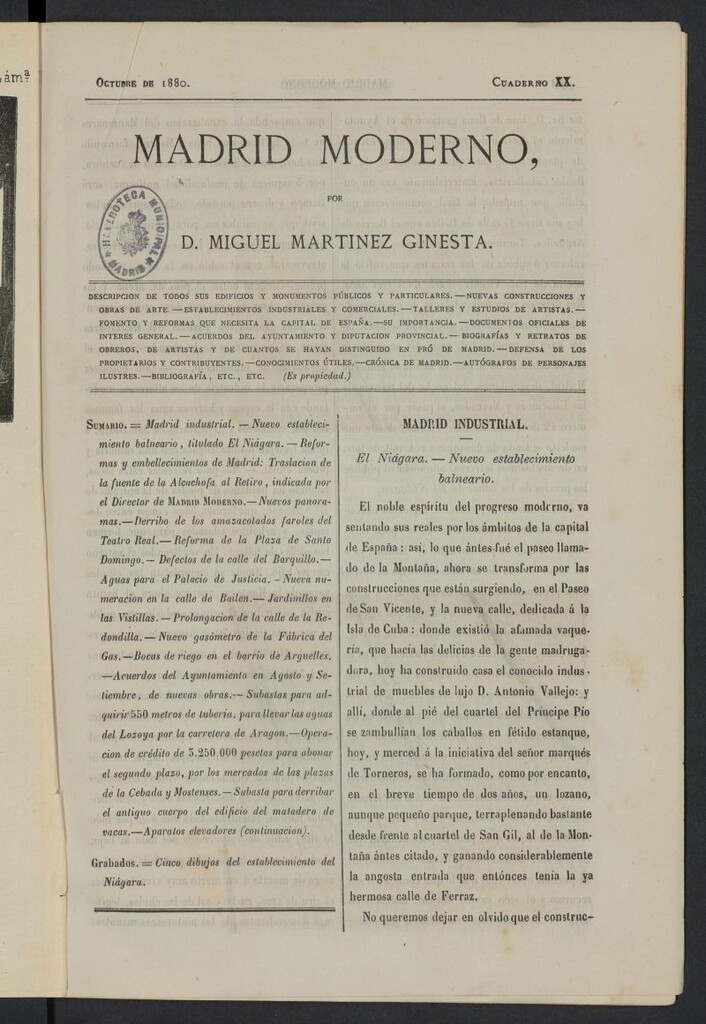 ám.ª
OCTUBRE DE 1880.
CUADERNO XX.
MADRID MODERNO,
POR
D. MIGUEL MARTINEZ GINESTA.
HEMEROTECA MUNICIPAL
MADRID
DESCRIPCION DE TODOS SUS EDIFICIOS Y MONUMENTOS PÚBLICOS Y PARTICULARES.—NUEVAS CONSTRUCCIONES Y
OBRAS DE ARTE.—ESTABLECIMIENTOS INDUSTRIALES Y COMERCIALES.—TALLERES Y ESTUDIOS DE ARTISTAS.—
FOMENTO Y REFORMAS QUE NECESITA LA CAPITAL DE ESPAÑA.—SU IMPORTANCIA.—DOCUMENTOS OFICIALES DE
INTERES GENERAL.—ACUERDOS DEL AYUNTAMIENTO Y DIPUTACION PROVINCIAL.—BIOGRAFÍAS Y RETRATOS DE
OBREROS, DE ARTISTAS Y DE CUANTOS SE HAYAN DISTINGUIDO EN PRÓ DE MADRID.—DEFENSA DE LOS
PROPIETARIOS Y CONTRIBUYENTES.—CONOCIMIENTOS ÚTILES.—CRÓNICA DE MADRID.—AUTÓGRAFOS DE PERSONAJES
ILUSTRES.—BIBLIOGRAFÍA, ETC., ETC. (Es propiedad.)
SUMARIO. = Madrid industrial. — Nuevo estableci-
miento balneario, titulado El Niágara. — Refor-
mas y embellecimientos de Madrid: Traslacion de
la fuente de la Alcachofa al Retiro, indicada por
el Director de MADRID MODERNO.—Nuevos panora-
mas.—Derribo de los amazacotados faroles del
Teatro Real.—Reforma de la Plaza de Santo
Domingo. — Defectos de la calle del Barquillo.—
Aguas para el Palacio de Justicia. - Nueva nu-
meracion en la calle de Bailen.— Jardinillos en
las Vistillas. — Prolongacion de la calle de la Re-
dondilla. — Nuevo gasómetro de la Fábrica del
Gas.—Bocas de riego en el barrio de Arguelles.
—Acuerdos del Ayuntamiento en Agosto y Se-
tiembre, de nuevas obras.— Subastas para ad-
quirir 550 metros de tubería, para llevar las aguas
del Lozoya por la carretera de Aragon.—Opera-
cion de crédito de 3.250.000 pesetas para abonar
el segundo plazo, por los mercados de las plazas
de la Cebada y Mostenses.—Subasta para derribar
el antiguo cuerpo del edificio del matadero de
vacas.—Aparatos elevadores (continuacion).
Grabados. = Cinco dibujos del establecimiento del
Niágara.
MADRID INDUSTRIAL.
El Niágara. — Nuevo establecimiento
balneario.
El noble espíritu del progreso moderno, va
sentando sus reales por los ámbitos de la capital
de España: así, lo que ántes fué el paseo llama-
do de la Montaña, ahora se transforma por las
construcciones que están surgiendo, en el Paseo
de San Vicente, y la nueva calle, dedicada á la
Isla de Cuba: donde existió la afamada vaque-
ría, que hacía las delicias de la gente madruga-
dora, hoy ha construido casa el conocido indus-
trial de muebles de lujo D. Antonio Vallejo: y
allí, donde al pié del cuartel del Príncipe Pío
se zambullían los caballos en fétido estanque,
hoy, y merced á la iniciativa del señor marqués
de Torneros, se ha formado, como por encanto,
en el breve tiempo de dos años, un lozano,
aunque pequeño parque, terraplenando bastante
desde frente al cuartel de San Gil, al de la Mon-
taña ántes citado, y ganando considerablemente
la angosta entrada que entónces tenía la ya
hermosa calle de Ferraz.
No queremos dejar en olvido que el construc-